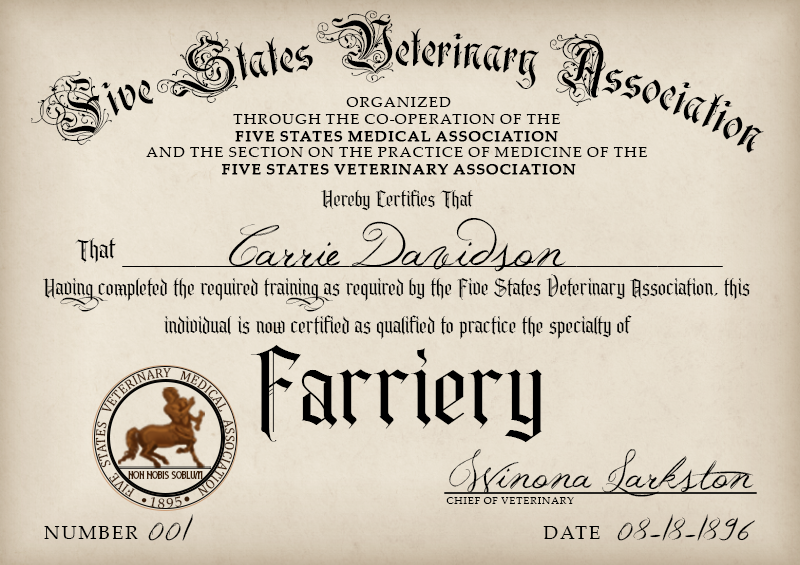 Five States Veterinary Association
ORGANIZED
THROUGH THE CO-OPERATION OF THE
FIVE STATES MEDICAL ASSOCIATION
AND THE SECTION ON THE PRACTICE OF MEDICINE OF THE
FIVE STATES VETERINARY ASSOCIATION
Hereby Certifies That
That Carrie Davidson
Having completed the required training as required by the Five States Veterinary Association, this
individual is now certified as qualified to practice the specialty of
Farriery
FIVE STATES VETERINARY MEDICAL ASSOCIATION
NON NOBIS SOBLUM
• 1895 •
Winona Larkston
CHIEF OF VETERINARY
NUMBER 001
DATE 08-18-1896